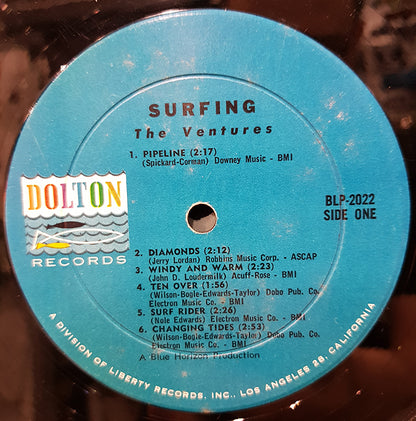 SURFING
The Ventures
1. PIPELINE (2:17)
(Spickard-Corman) Downey Music - BMI
DOLTON
RECORDS
BLP-2022
SIDE ONE
2. DIAMONDS (2:12)
(Jerry Lordan) Robbins Music Corp. - ASCAP
3. WINDY AND WARM (2:23)
(John D. Loudermilk) Acuff-Rose - BMI
4. TEN OVER (1:56)
(Wilson-Bogle-Edwards-Taylor) Dobo Pub. Co.
Electron Music Co. - BMI
5. SURF RIDER (2:26)
(Nole Edwards) Electron Music Co. - BMI
6. CHANGING TIDES (2:53)
(Wilson-Bogle-Edwards-Taylor) Dobo Pub. Co.
Electron Music Co. - BMI
A Blue Horizon Production
A DIVISION OF LIBERTY RECORDS, INC., LOS ANGELES 28, CALIFORNIA